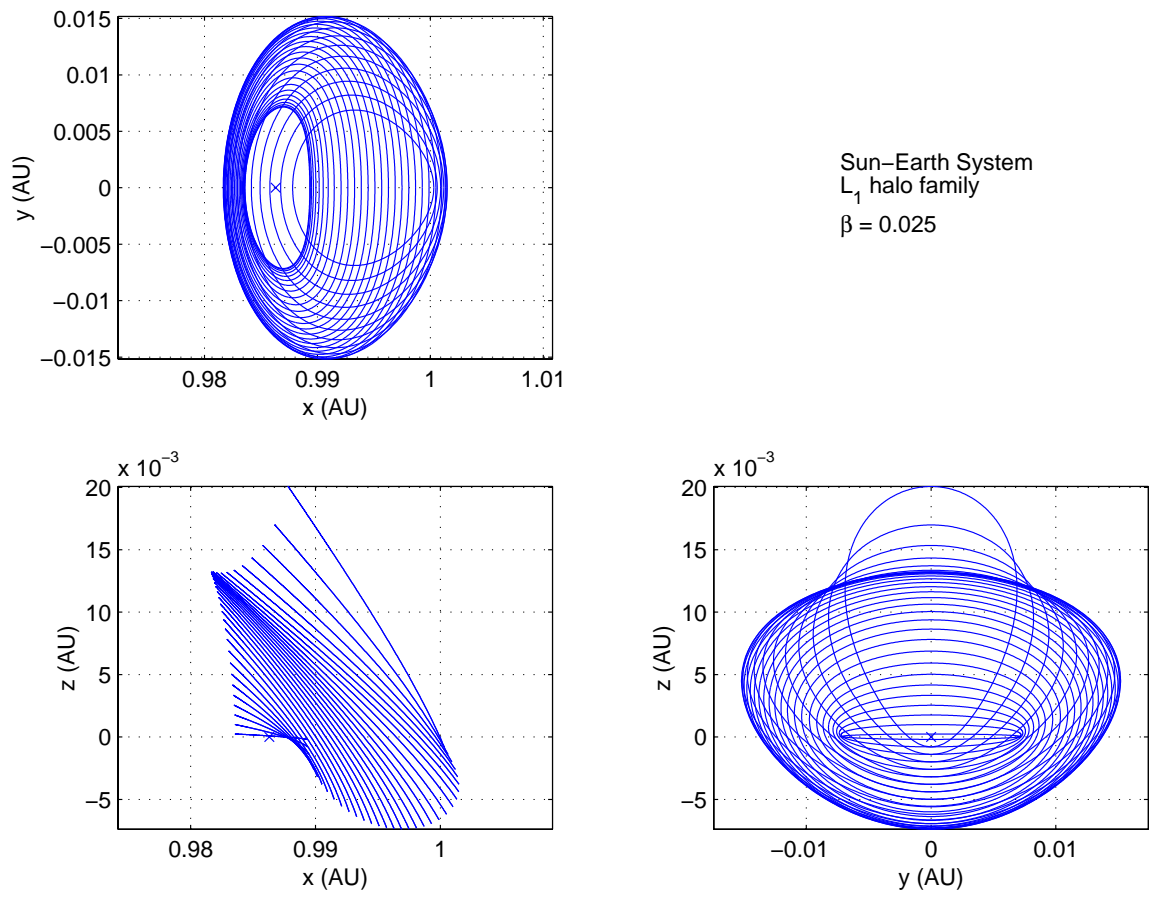 0.015
0.01
0.005
0
−0.005
−0.01
−0.015
y (AU)
0.98 0.99 1 1.01
x (AU)
Sun−Earth System
L1 halo family
β = 0.025
x 10−3
20
15
10
5
0
−5
z (AU)
0.98 0.99 1
x (AU)
x 10−3
20
15
10
5
0
−5
z (AU)
−0.01 0 0.01
y (AU)